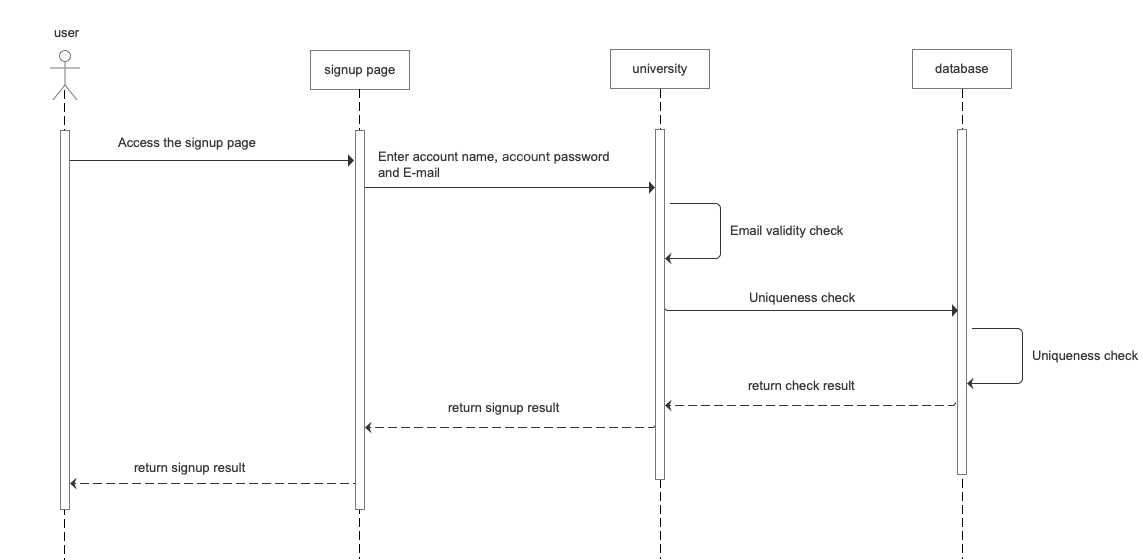 user
signup page
university
database
Access the signup page
Enter account name, account password
and E-mail
Email validity check
Uniqueness check
Uniqueness check
return check result
return signup result
return signup result